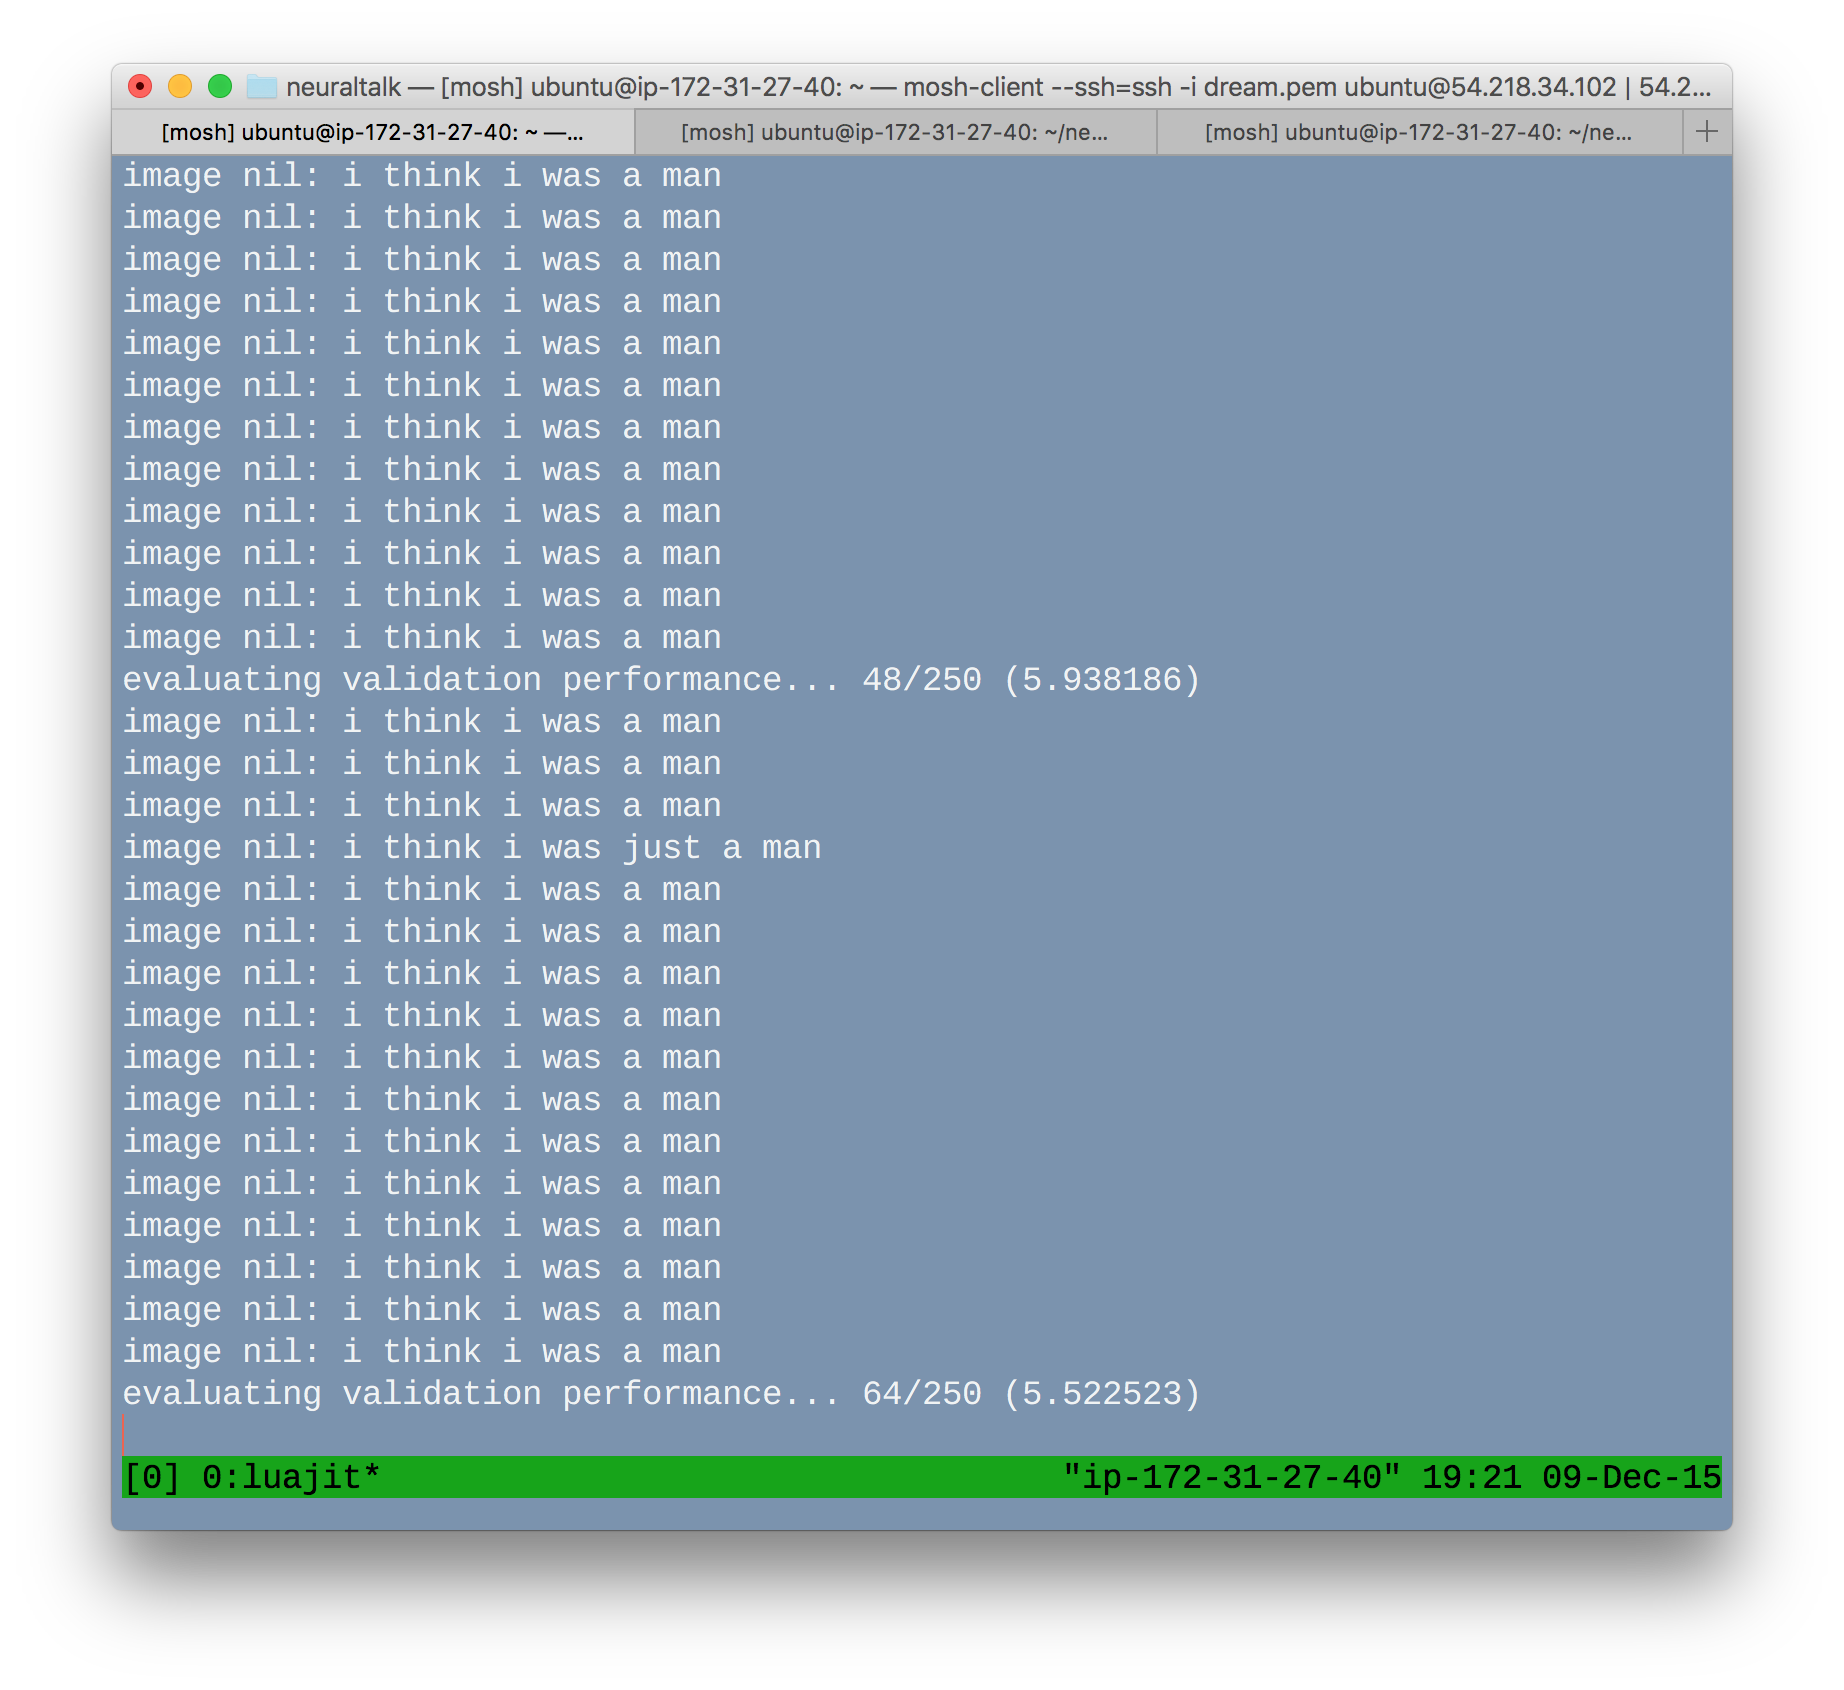 neuraltalk — [mosh] ubuntu@ip-172-31-27-40: ~ — mosh-client --ssh=ssh -i dream.pem ubuntu@54.218.34.102 | 54.2...
[mosh] ubuntu@ip-172-31-27-40: ~ —... [mosh] ubuntu@ip-172-31-27-40: ~/ne... [mosh] ubuntu@ip-172-31-27-40: ~/ne... +
image nil: i think i was a man
image nil: i think i was a man
image nil: i think i was a man
image nil: i think i was a man
image nil: i think i was a man
image nil: i think i was a man
image nil: i think i was a man
image nil: i think i was a man
image nil: i think i was a man
image nil: i think i was a man
image nil: i think i was a man
image nil: i think i was a man
evaluating validation performance... 48/250 (5.938186)
image nil: i think i was a man
image nil: i think i was a man
image nil: i think i was a man
image nil: i think i was just a man
image nil: i think i was a man
image nil: i think i was a man
image nil: i think i was a man
image nil: i think i was a man
image nil: i think i was a man
image nil: i think i was a man
image nil: i think i was a man
image nil: i think i was a man
image nil: i think i was a man
image nil: i think i was a man
image nil: i think i was a man
image nil: i think i was a man
evaluating validation performance... 64/250 (5.522523)
[0] 0:luajit* "ip-172-31-27-40" 19:21 09-Dec-15